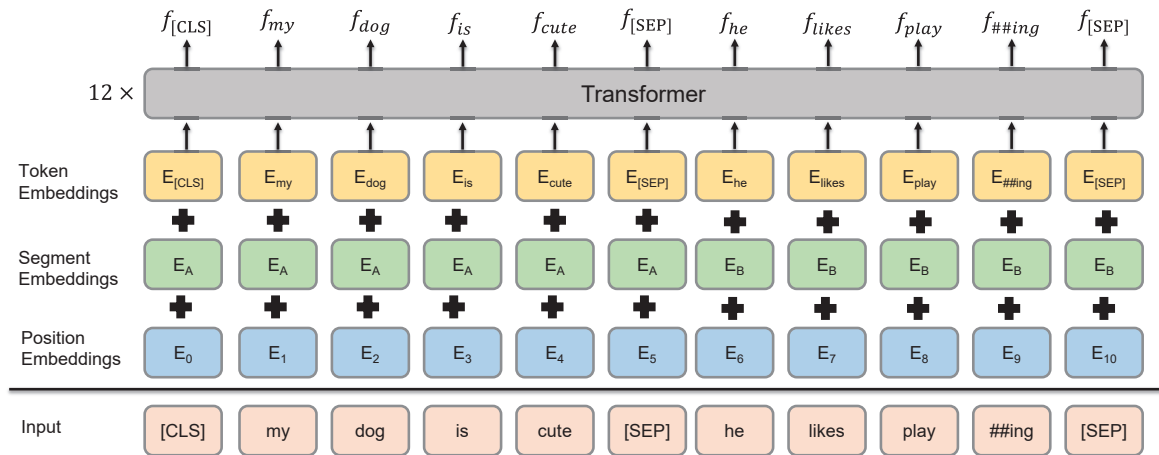 f[CLS] fmy fdog fis fcute f[SEP] fhe flikes fplay f##ing f[SEP]
12 × Transformer
Token
Embeddings
E[CLS] Emy Edog Eis Ecute E[SEP] Ehe Elikes Eplay E##ing E[SEP]
Segment
Embeddings
EA EA EA EA EA EA EB EB EB EB EB
Position
Embeddings
E0 E1 E2 E3 E4 E5 E6 E7 E8 E9 E10
Input [CLS] my dog is cute [SEP] he likes play ##ing [SEP]